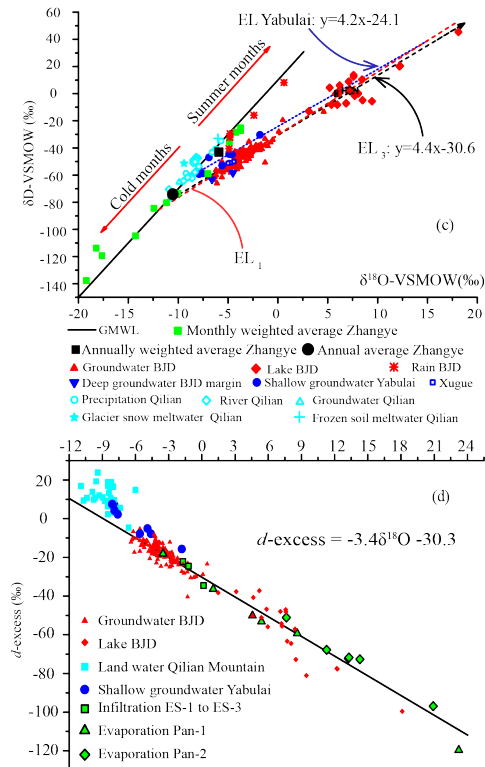 EL Yabulai: y=4.2x-24.1
60
40
20
0
-20
-40
-60
-80
-100
-120
-140
δD-VSMOW (‰)
Summer months
Cold months
EL 3: y=4.4x-30.6
(c)
EL 1
δ18O-VSMOW(‰)
-20 -15 -10 -5 0 5 10 15 20
GMWL Monthly weighted average Zhangye
Annually weighted average Zhangye Annual average Zhangye
Groundwater BJD Lake BJD Rain BJD
Deep groundwater BJD margin Shallow groundwater Yabulai Xugue
Precipitation Qilian River Qilian Groundwater Qilian
Glacier snow meltwater Qilian Frozen soil meltwater Qilian
-12 -9 -6 -3 0 3 6 9 12 15 18 21 24
20
0
-20
-40
-60
-80
-100
-120
d-excess (‰)
(d)
d-excess = -3.4δ18O -30.3
Groundwater BJD
Lake BJD
Land water Qilian Mountain
Shallow groundwater Yabulai
Infiltration ES-1 to ES-3
Evaporation Pan-1
Evaporation Pan-2